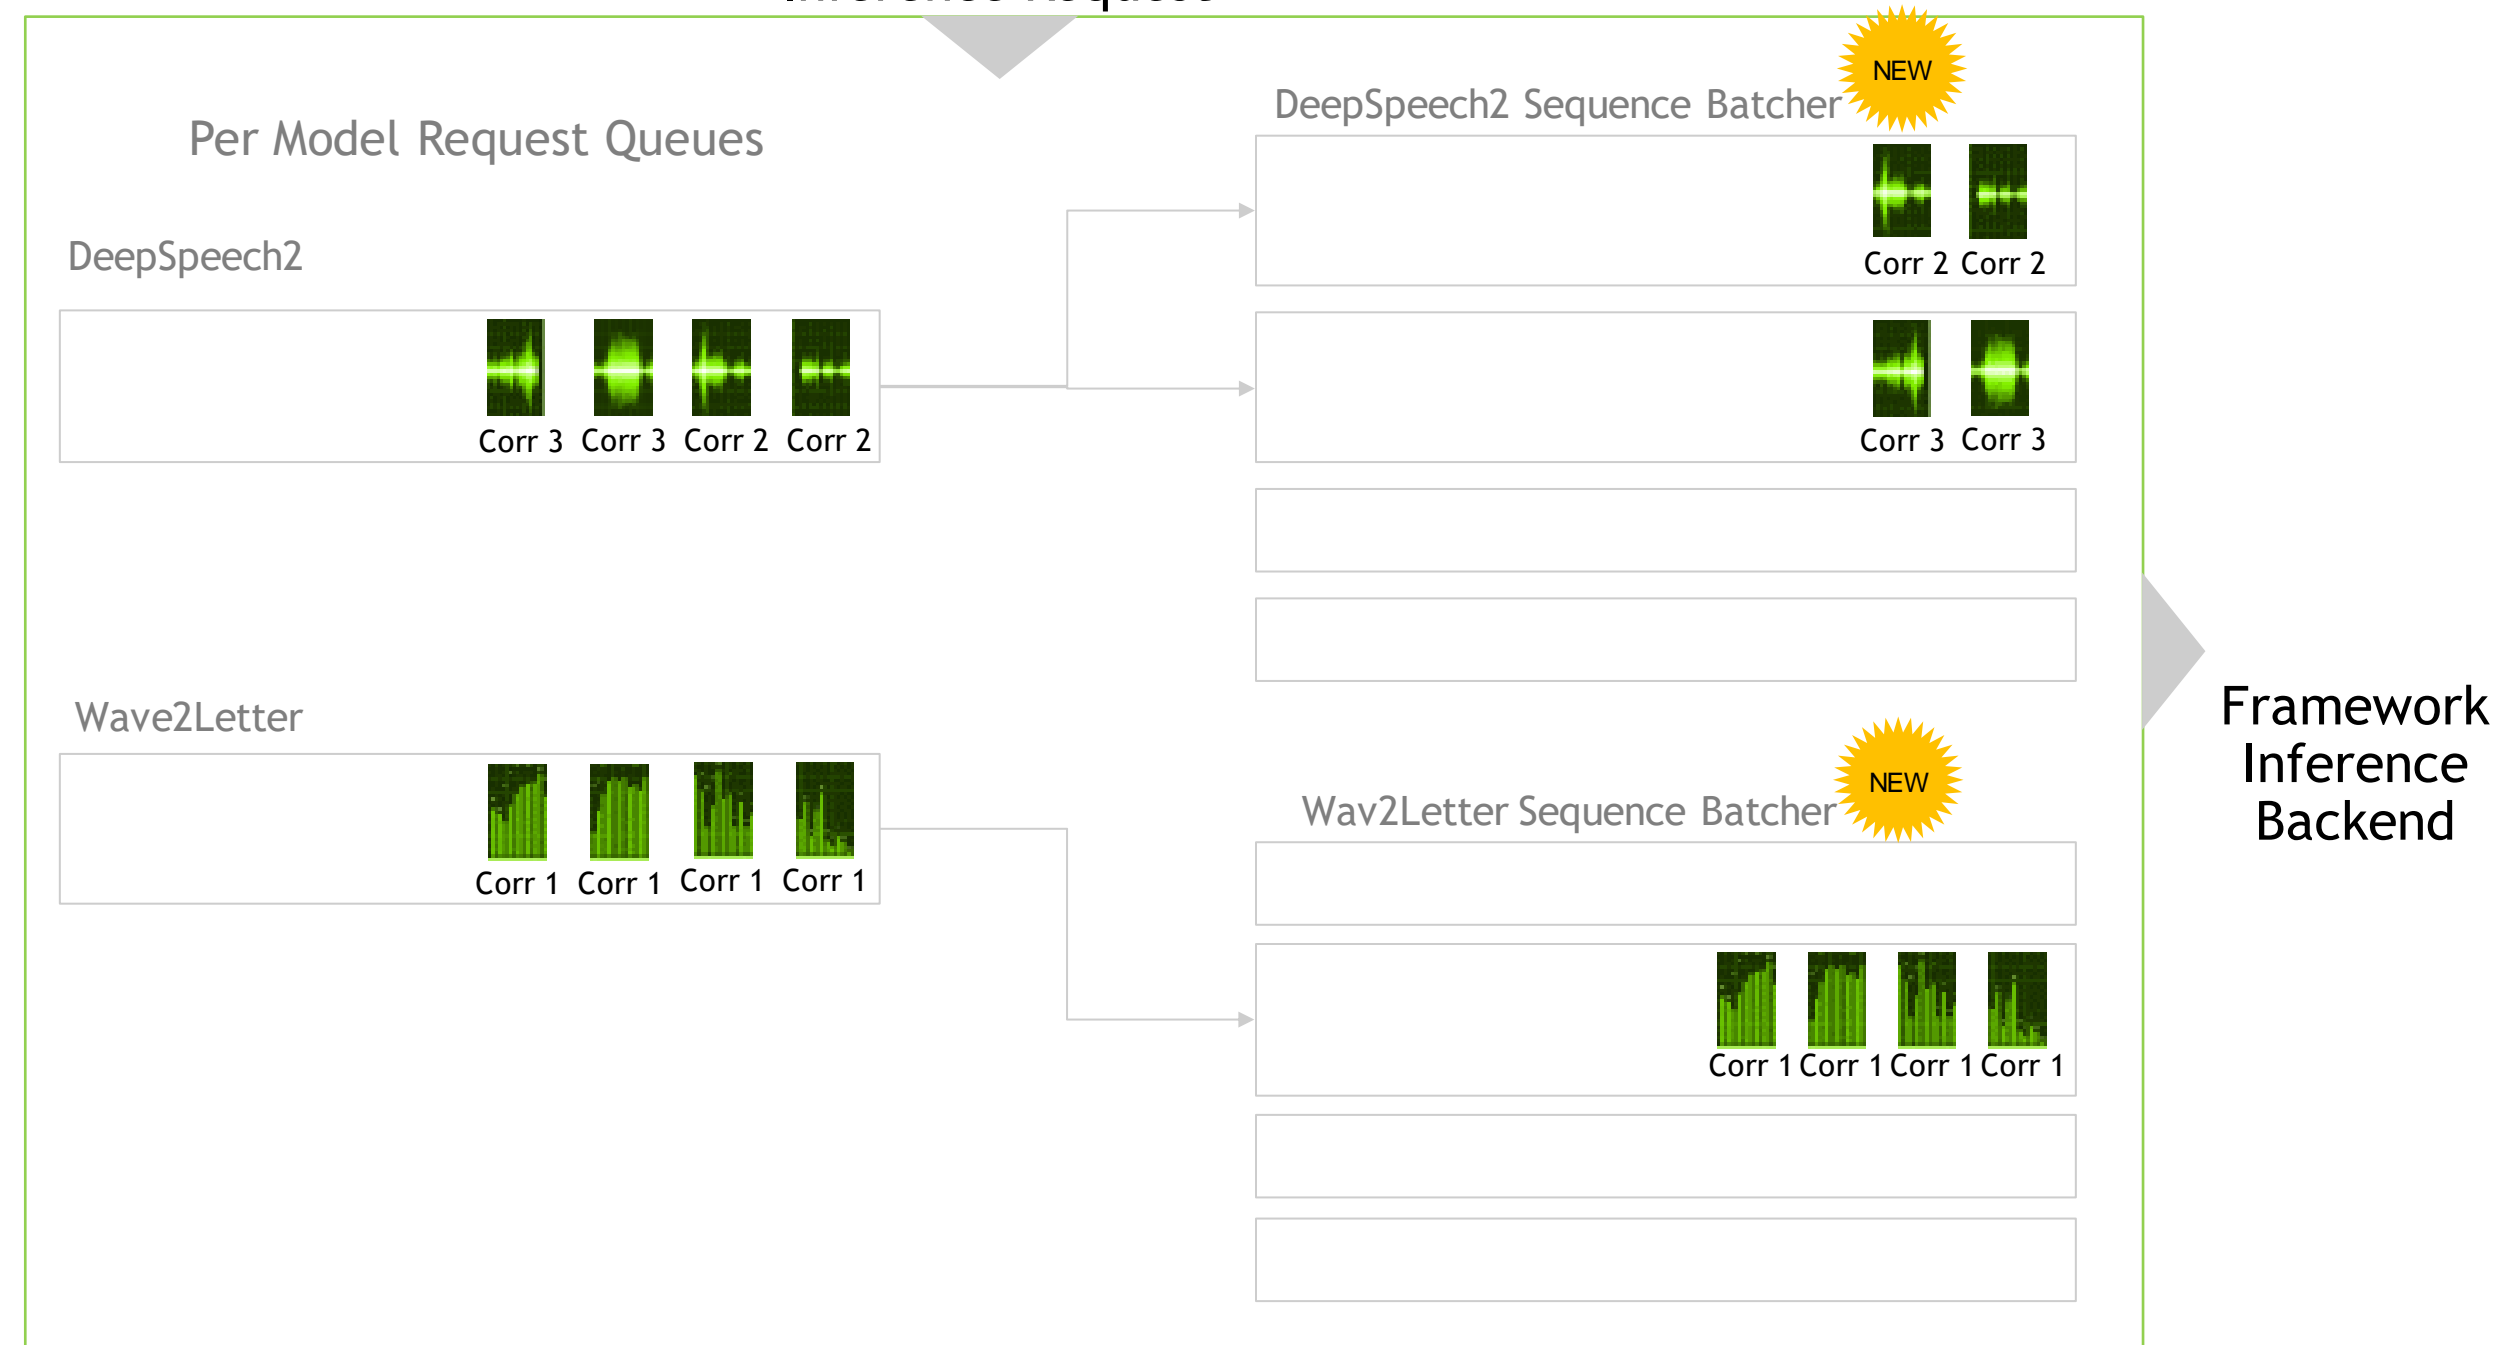 Inference Request
Per Model Request Queues
DeepSpeech2
Corr 3 Corr 3 Corr 2 Corr 2
Wave2Letter
Corr 1 Corr 1 Corr 1 Corr 1
DeepSpeech2 Sequence Batcher
NEW
Corr 2 Corr 2
Corr 3 Corr 3
Wav2Letter Sequence Batcher
NEW
Corr 1 Corr 1 Corr 1 Corr 1
Framework
Inference
Backend